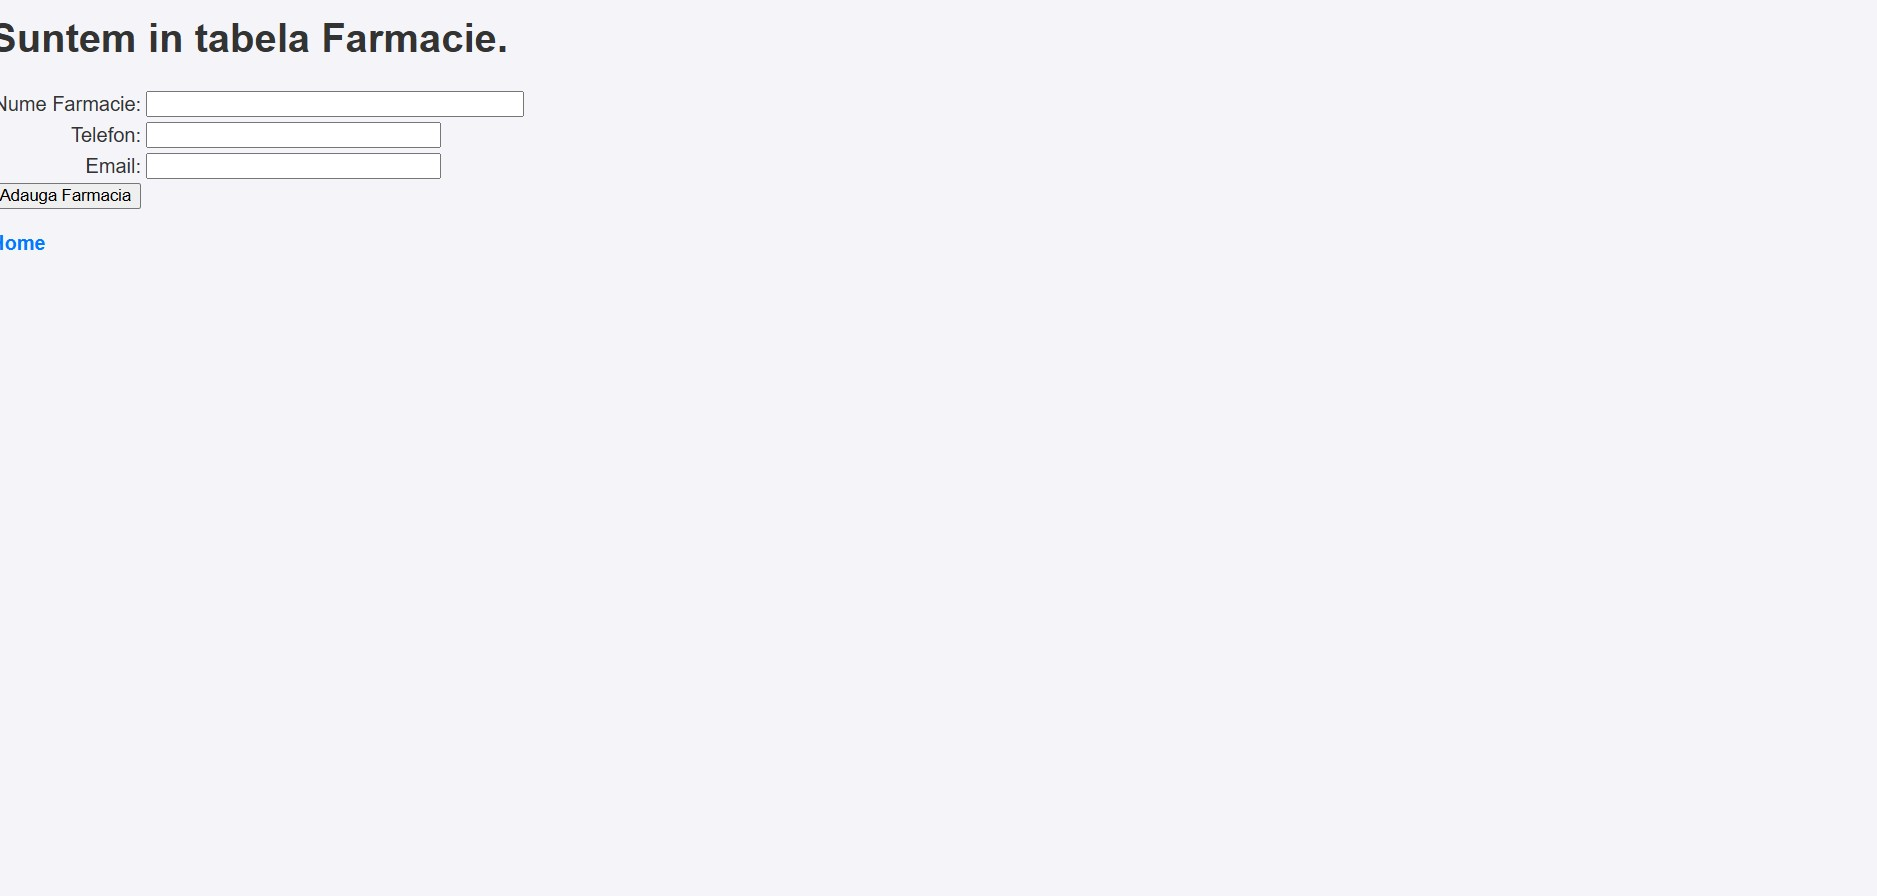 Suntem in tabela Farmacie.
Nume Farmacie:
Telefon:
Email:
Adauga Farmacia
Home